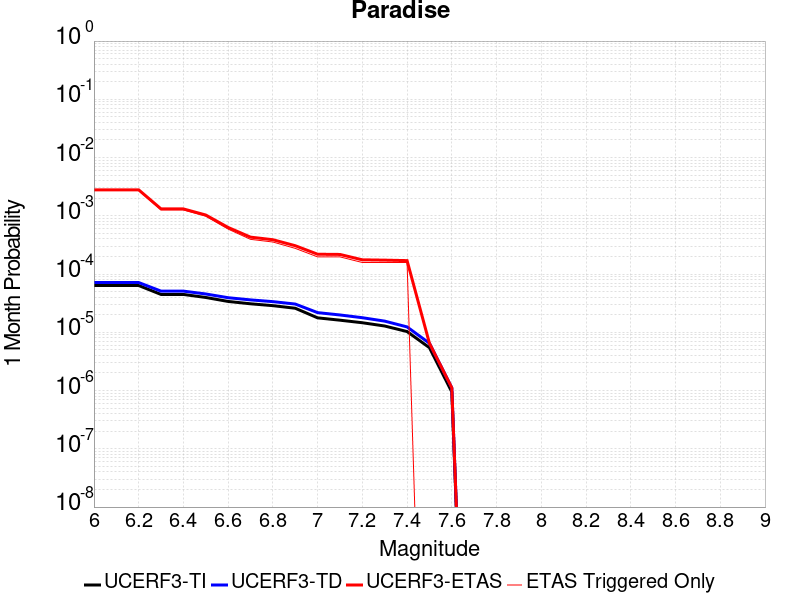 Paradise
10^0
10^-1
10^-2
10^-3
10^-4
10^-5
10^-6
10^-7
10^-8
1 Month Probability
6 6.2 6.4 6.6 6.8 7 7.2 7.4 7.6 7.8 8 8.2 8.4 8.6 8.8 9
Magnitude
UCERF3-TI UCERF3-TD UCERF3-ETAS ETAS Triggered Only